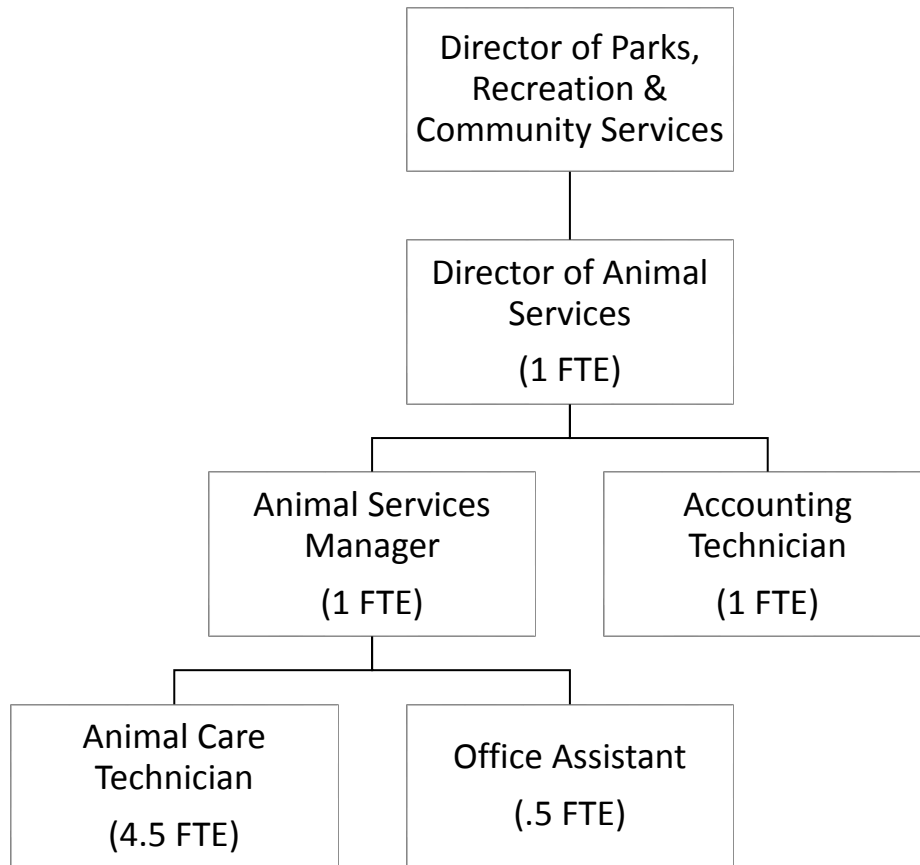 Director of Parks,
Recreation &
Community Services
Director of Animal
Services
(1 FTE)
Animal Services
Manager
(1 FTE)
Accounting
Technician
(1 FTE)
Animal Care
Technician
(4.5 FTE)
Office Assistant
(.5 FTE)